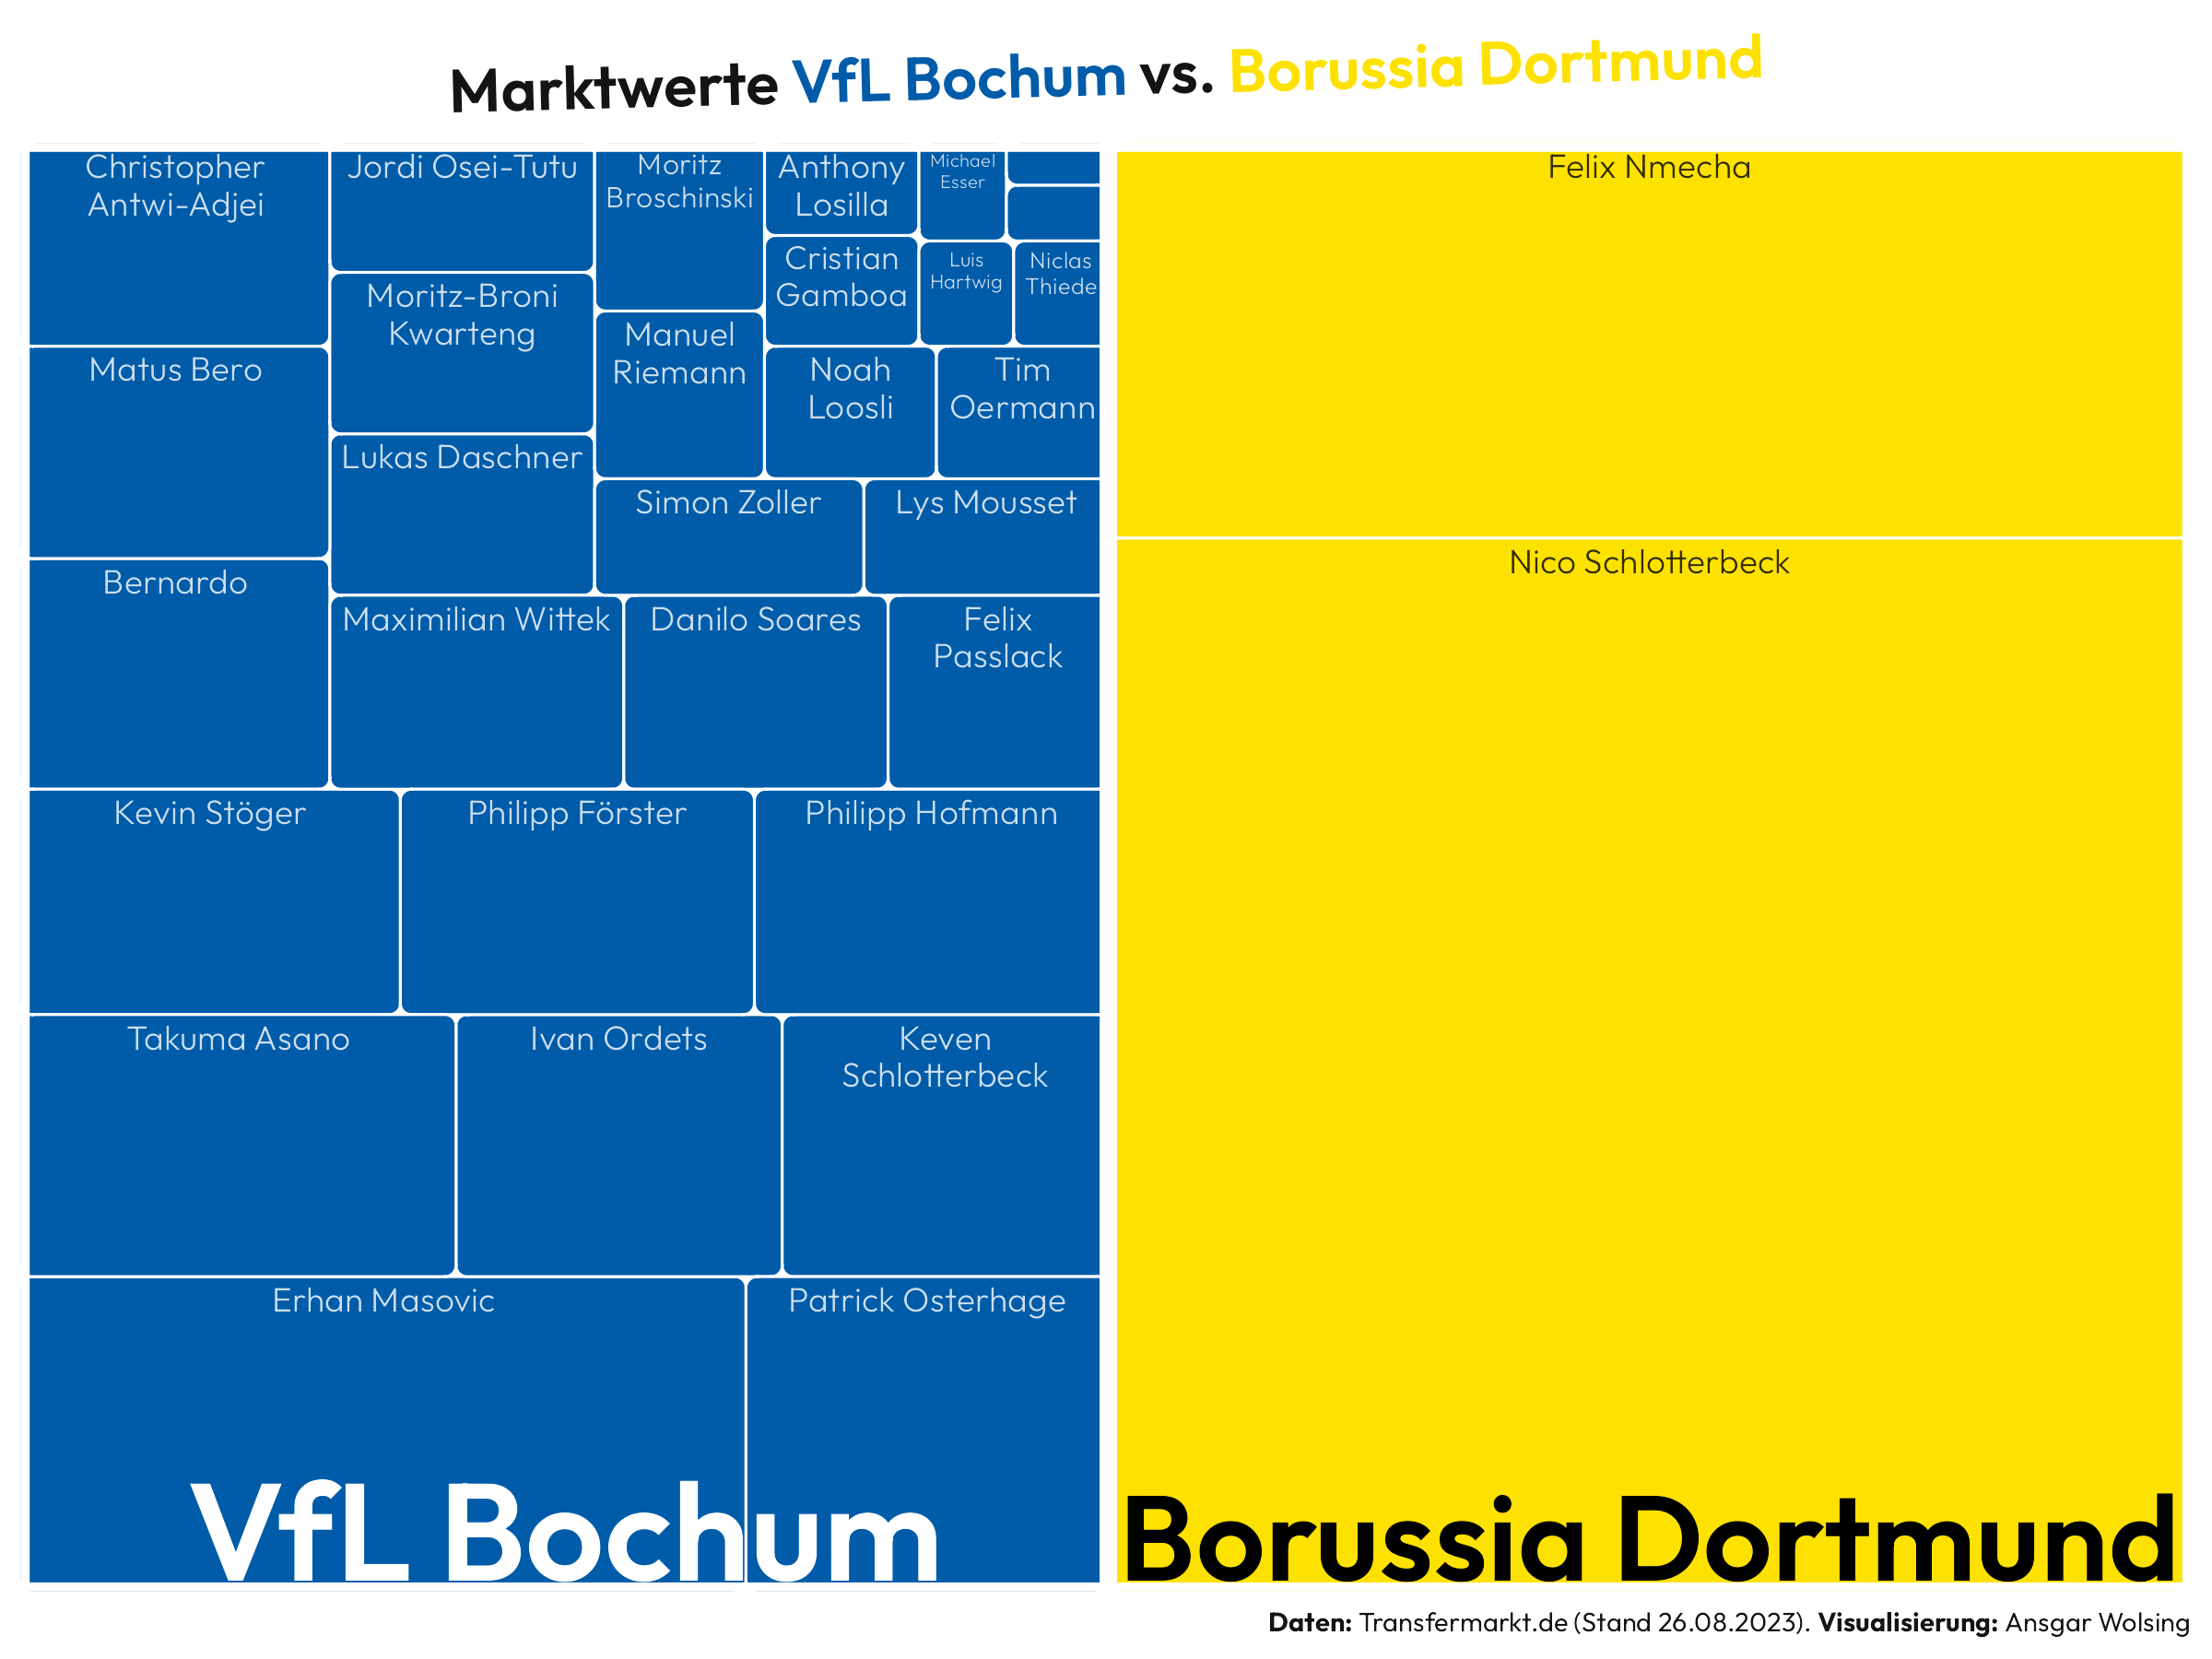 Marktwerte VfL Bochum vs. Borussia Dortmund
Christopher
Antwi-Adjei
Jordi Osei-Tutu
Moritz
Broschinski
Anthony
Losilla
Michael
Esser
Cristian
Gamboa
Luis
Hartwig
Niclas
Thiede
Moritz-Broni
Kwarteng
Manuel
Riemann
Matus Bero
Noah
Loosli
Tim
Oermann
Lukas Daschner
Simon Zoller
Lys Mousset
Bernardo
Maximilian Wittek
Danilo Soares
Felix
Passlack
Kevin Stöger
Philipp Förster
Philipp Hofmann
Takuma Asano
Ivan Ordets
Keven
Schlotterbeck
Erhan Masovic
Patrick Osterhage
VfL Bochum
Felix Nmecha
Nico Schlotterbeck
Borussia Dortmund
Daten: Transfermarkt.de (Stand 26.08.2023). Visualisierung: Ansgar Wolsing